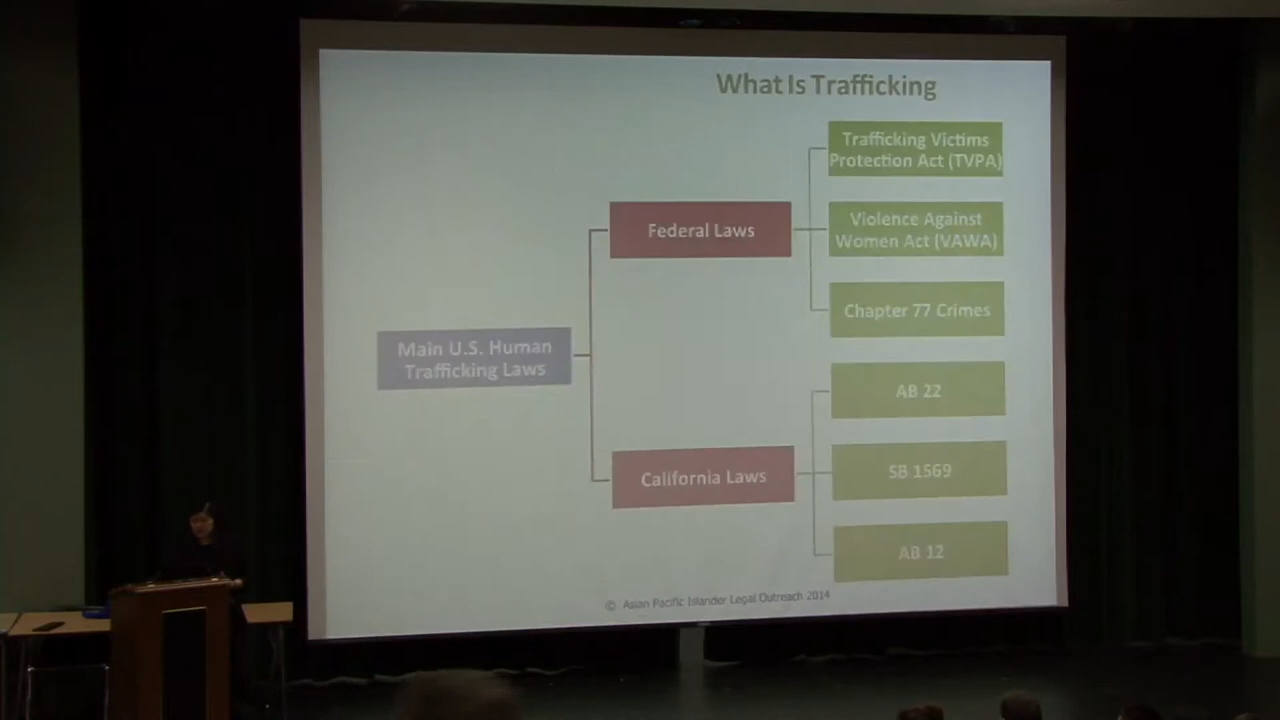 What Is Trafficking
Trafficking Victims
Protection Act (TVPA)
Federal Laws
Violence Against
Women Act (VAWA)
Chapter 77 Crimes
Main U.S. Human
Trafficking Laws
AB 22
California Laws
SB 1569
AB 12
© Asian Pacific Islander Legal Outreach 2014